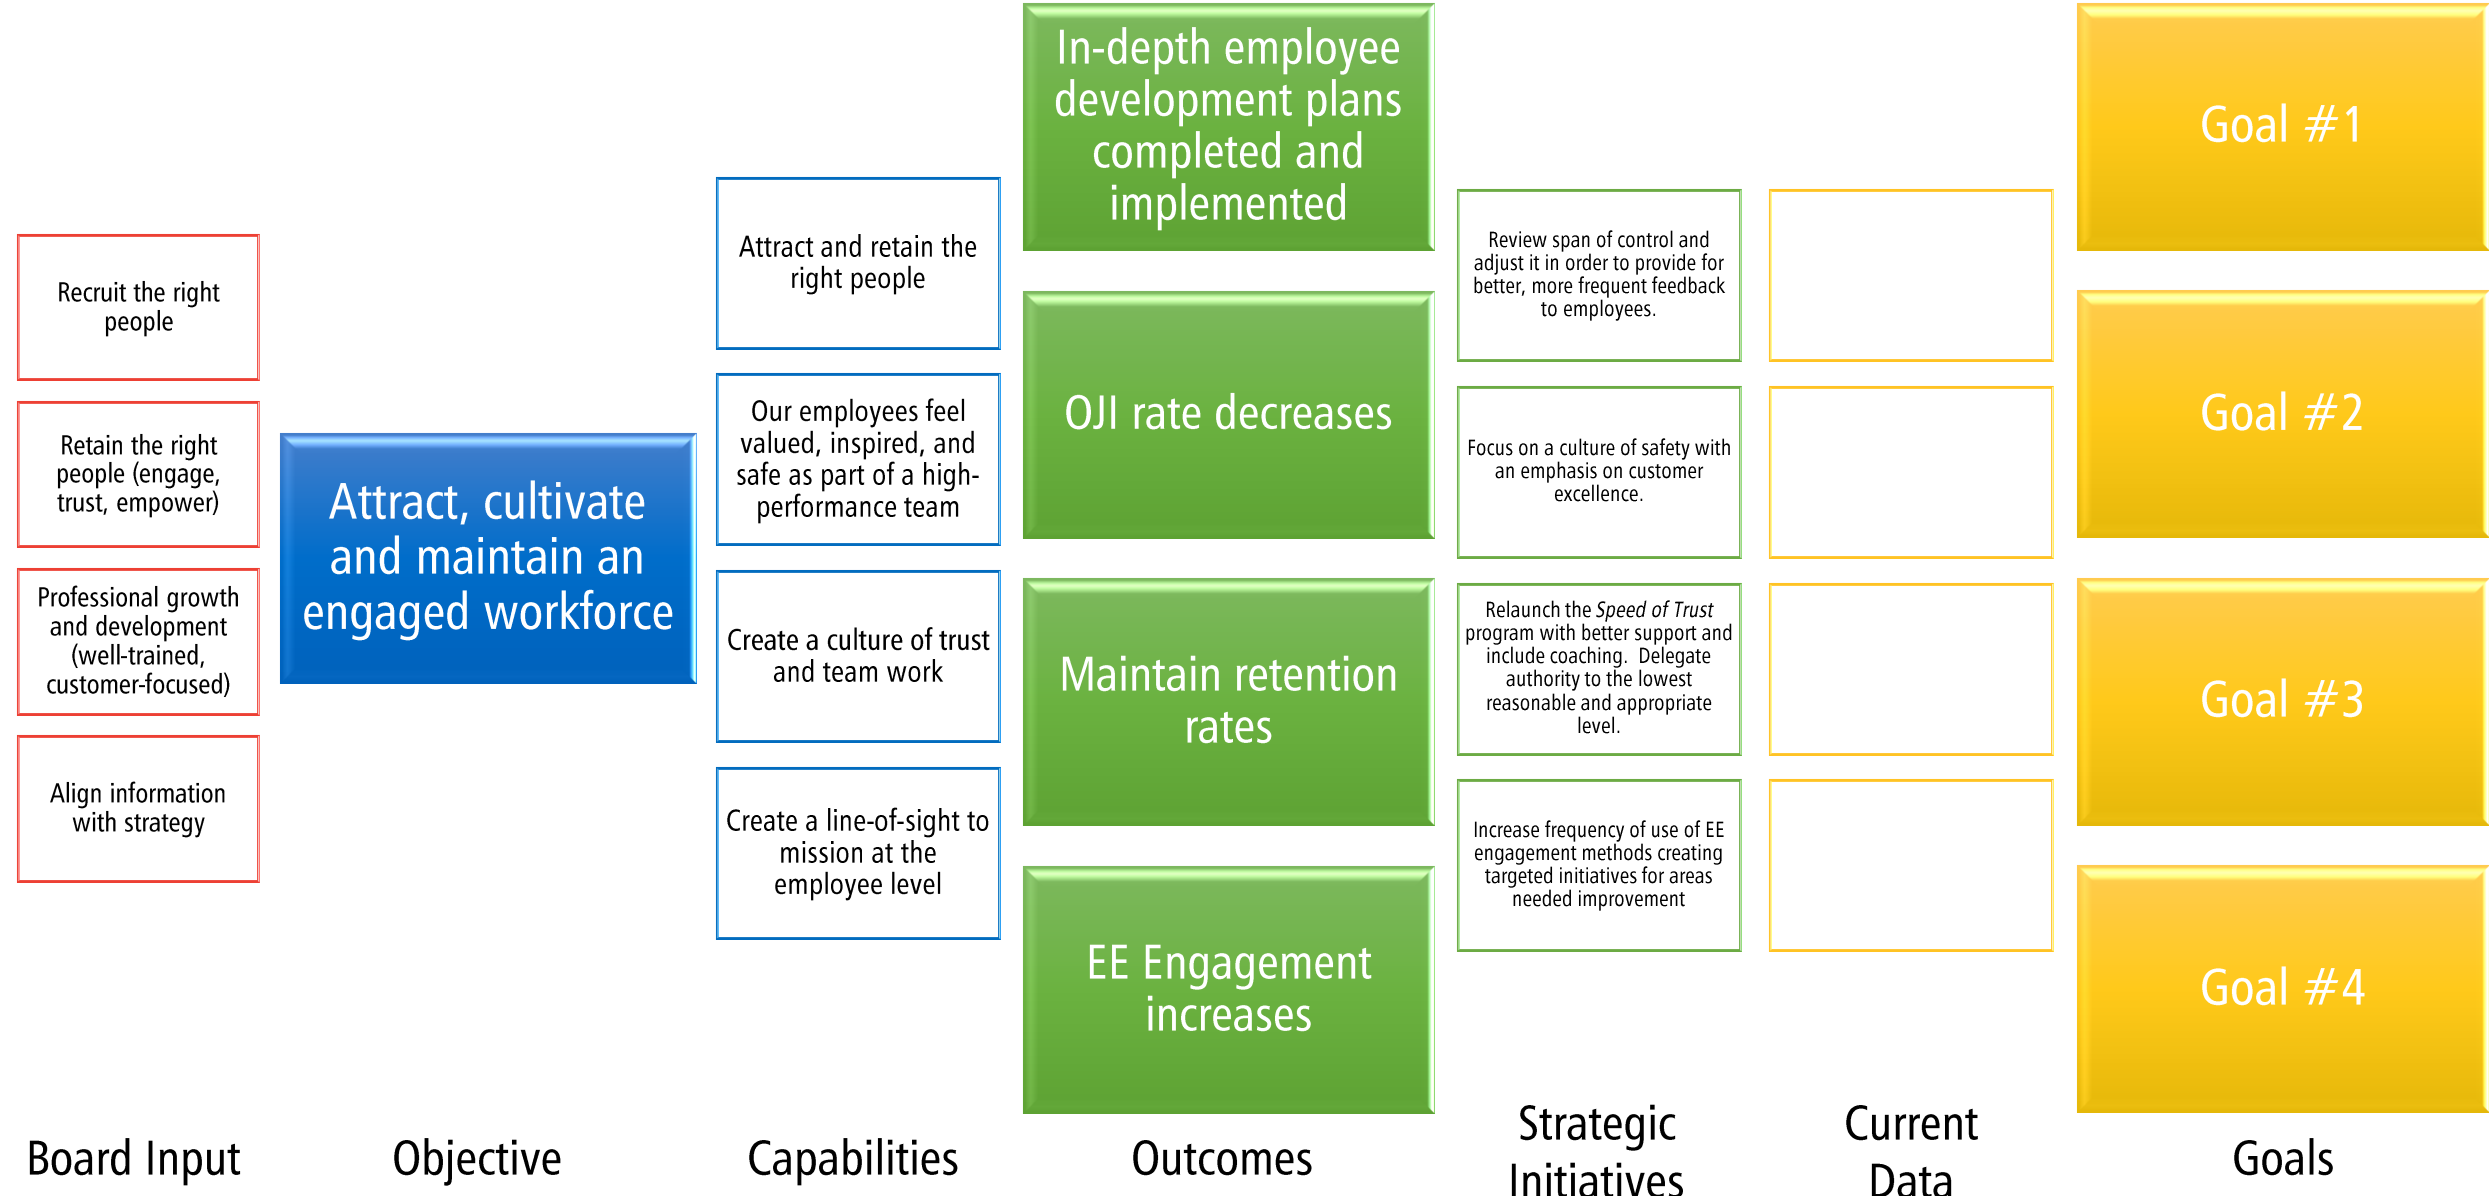 Recruit the right
people
Retain the right
people (engage,
trust, empower)
Professional growth
and development
(well-trained,
customer-focused)
Align information
with strategy
Board Input
Attract, cultivate
and maintain an
engaged workforce
Objective
Attract and retain the
right people
Our employees feel
valued, inspired, and
safe as part of a high-
performance team
Create a culture of trust
and team work
Create a line-of-sight to
mission at the
employee level
Capabilities
In-depth employee
development plans
completed and
implemented
OJI rate decreases
Maintain retention
rates
EE Engagement
increases
Outcomes
Review span of control and
adjust it in order to provide for
better, more frequent feedback
to employees.
Focus on a culture of safety with
an emphasis on customer
excellence.
Relaunch the Speed of Trust
program with better support and
include coaching.  Delegate
authority to the lowest
reasonable and appropriate
level.
Increase frequency of use of EE
engagement methods creating
targeted initiatives for areas
needed improvement
Strategic
Initiatives
Current
Data
Goal #1
Goal #2
Goal #3
Goal #4
Goals